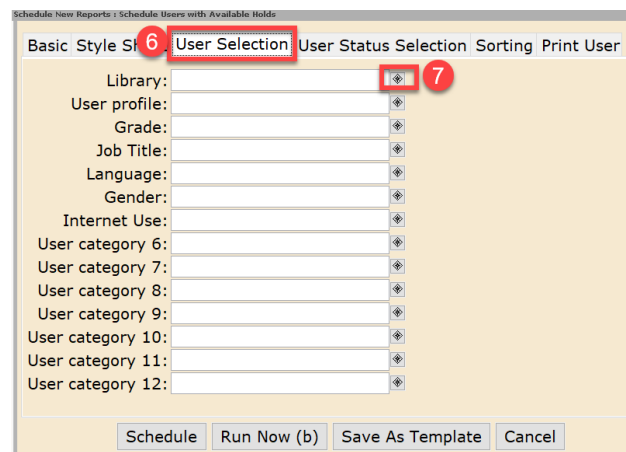 Schedule New Reports : Schedule Users with Available Holds
Basic Style Sh 6 User Selection User Status Selection Sorting Print User
Library: 7
User profile:
Grade:
Job Title:
Language:
Gender:
Internet Use:
User category 6:
User category 7:
User category 8:
User category 9:
User category 10:
User category 11:
User category 12:
Schedule Run Now (b) Save As Template Cancel